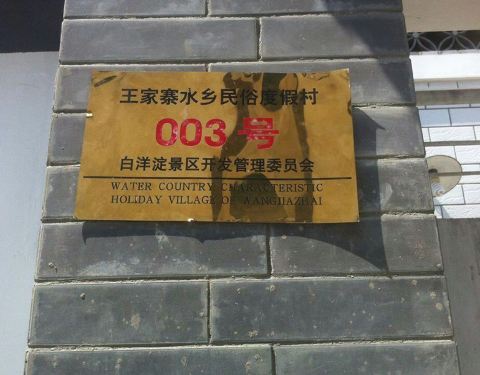 王家寨水乡民俗度假村
003号
白洋淀景区开发管理委员会
WATER COUNTRY CHARACTERISTIC
HOLIDAY VILLAGE OF WANGJIAZHAI